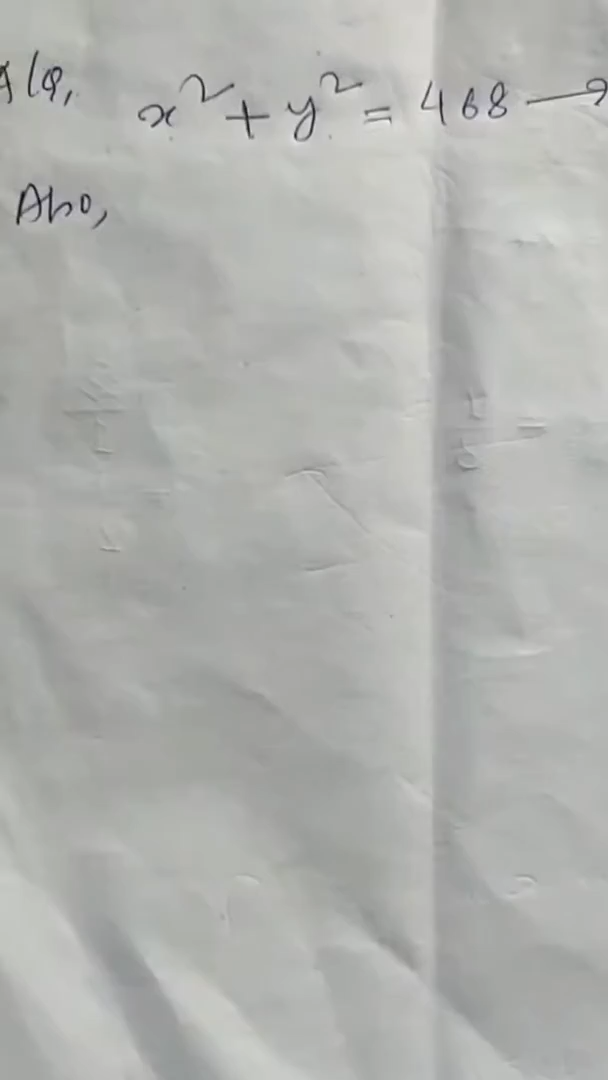 A/Q, x² + y² = 468 →
Also,